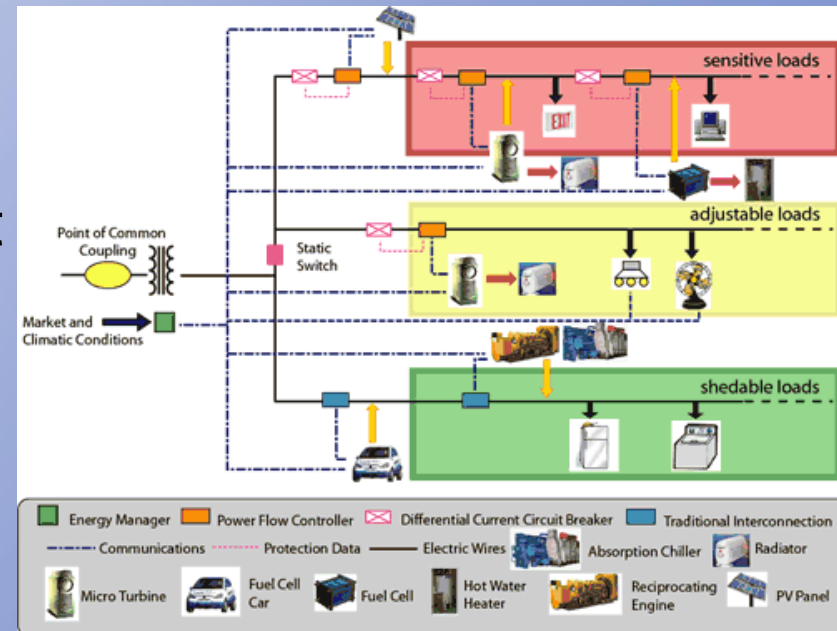 sensitive loads
EXIT
adjustable loads
Point of Common
Coupling
Static
Switch
Market and
Climatic Conditions
shedable loads
Energy Manager
Power Flow Controller
Differential Current Circuit Breaker
Traditional Interconnection
Communications
Protection Data
Electric Wires
Absorption Chiller
Radiator
Micro Turbine
Fuel Cell
Car
Fuel Cell
Hot Water
Heater
Reciprocating
Engine
PV Panel